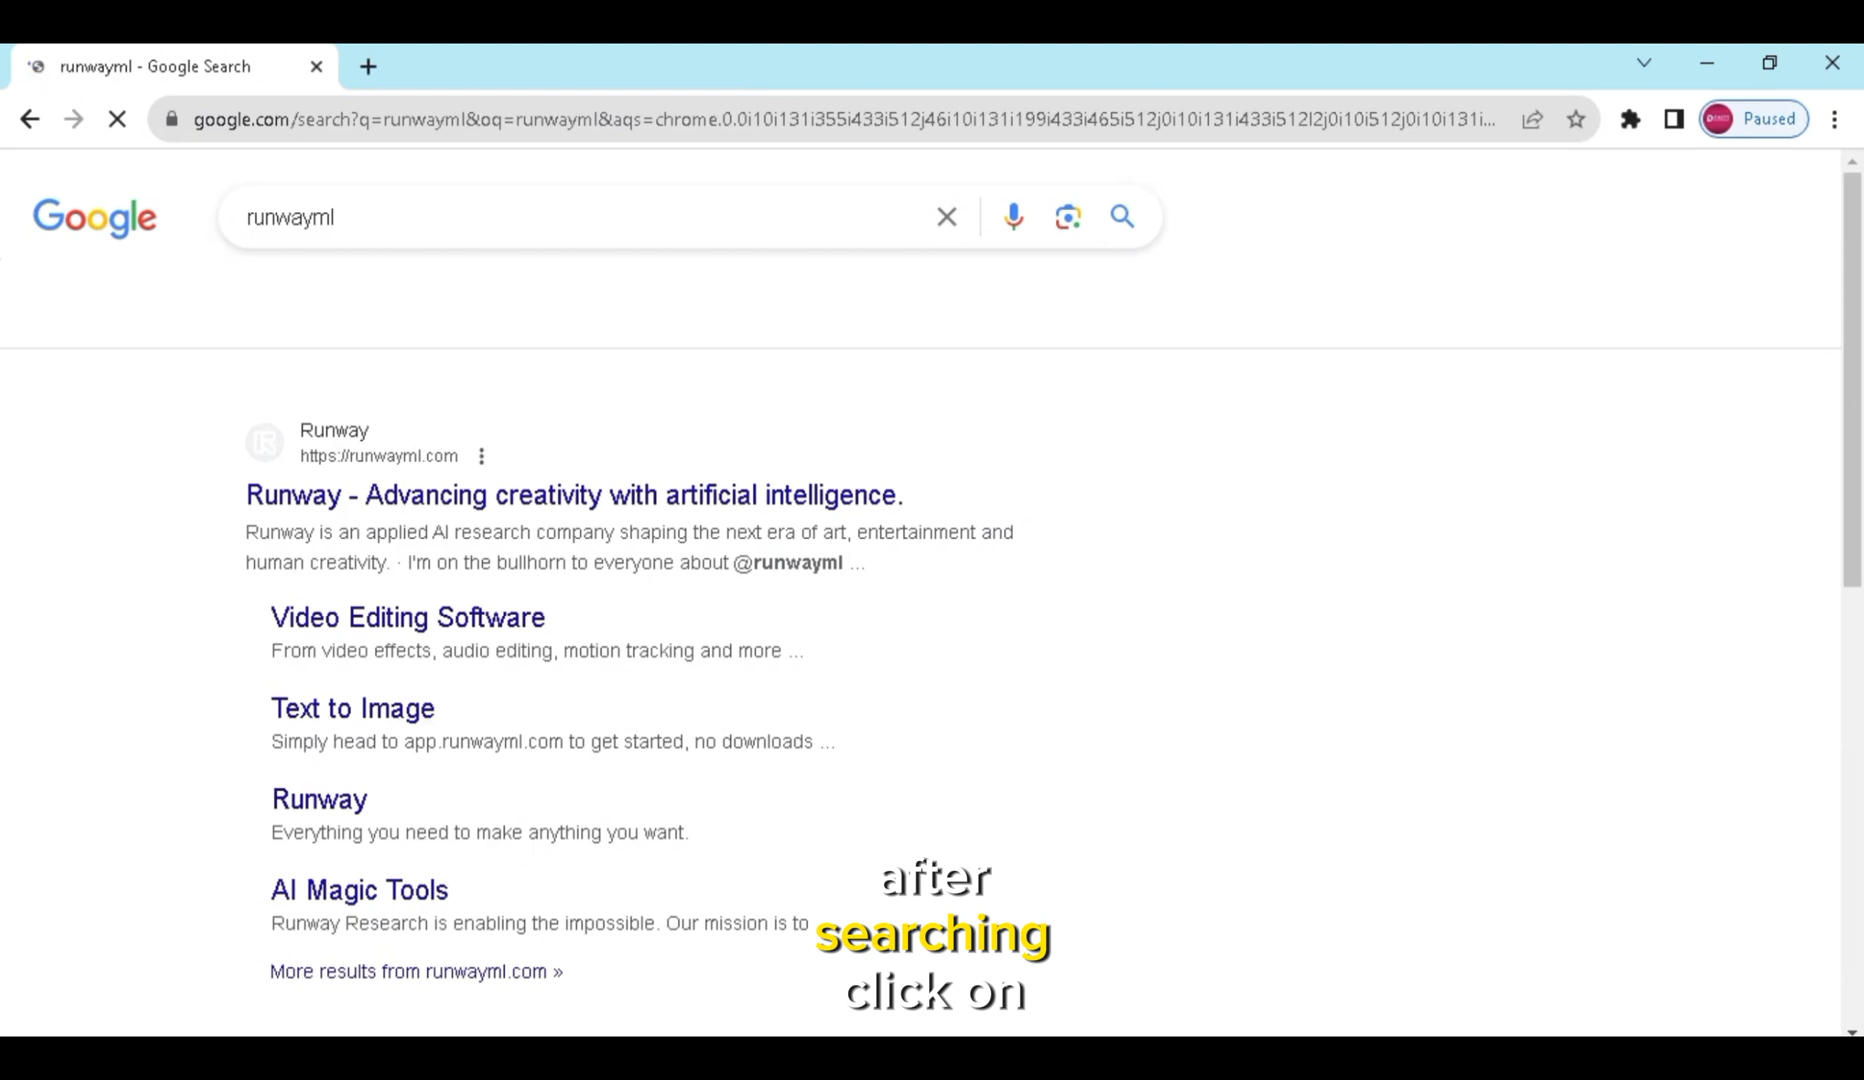 runwayml - Google Search
google.com/search?q=runwayml&oq=runwayml&aqs=chrome.0.0i10i131i355i433i512j46i10i131i199i433i465i512j0i10i131i433i512l2j0i10i512j0i10i131i...
Paused
Google
runwayml
Runway
https://runwayml.com
Runway - Advancing creativity with artificial intelligence.
Runway is an applied AI research company shaping the next era of art, entertainment and
human creativity. · I'm on the bullhorn to everyone about @runwayml ...
Video Editing Software
From video effects, audio editing, motion tracking and more ...
Text to Image
Simply head to app.runwayml.com to get started, no downloads ...
Runway
Everything you need to make anything you want.
AI Magic Tools
Runway Research is enabling the impossible. Our mission is to
More results from runwayml.com »
after
searching
click on